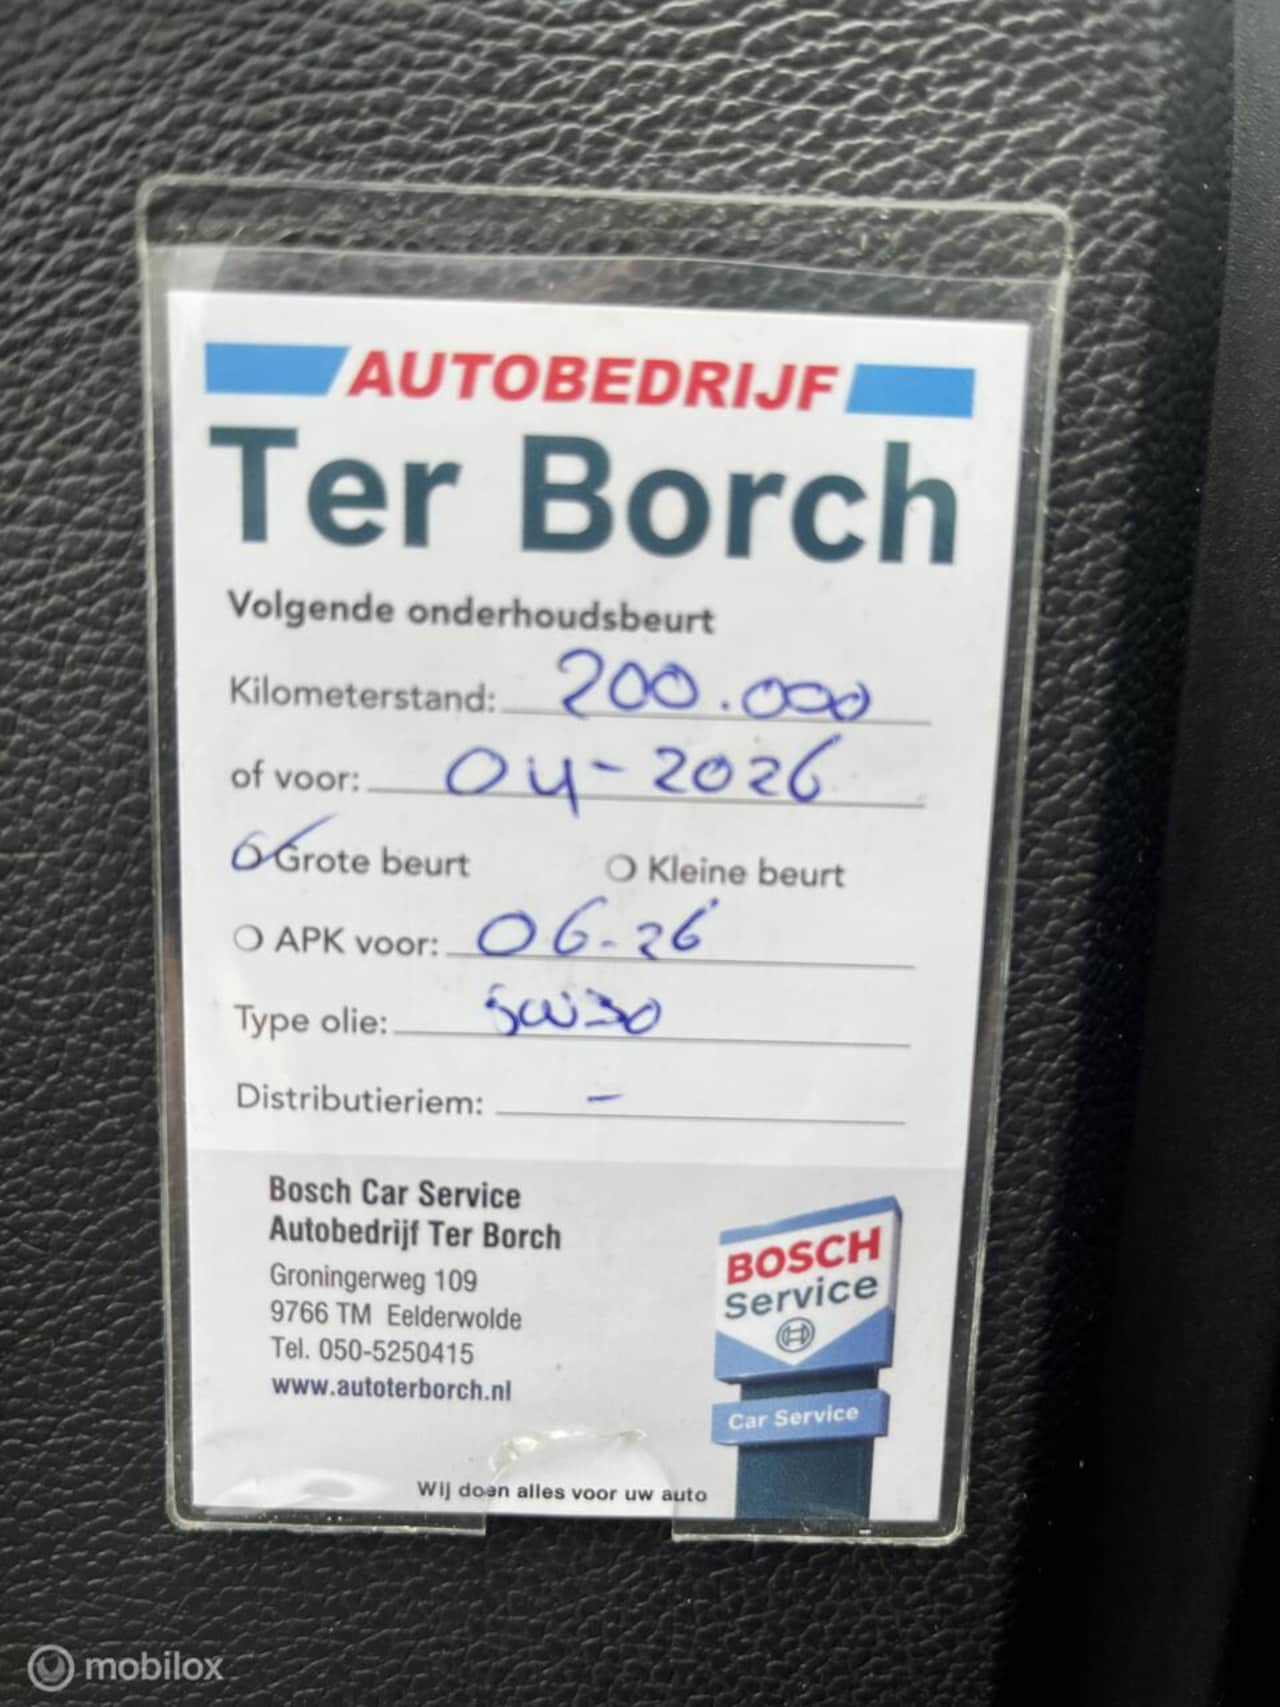 AUTOBEDRIJF
Ter Borch
Volgende onderhoudsbeurt
Kilometerstand: 200.000
of voor: 04-2026
Grote beurt Kleine beurt
APK voor: 06-26
Type olie: 5W30
Distributieriem: -
Bosch Car Service
Autobedrijf Ter Borch
Groningerweg 109
9766 TM Eelderwolde
Tel. 050-5250415
www.autoterborch.nl
BOSCH
Service
Car Service
Wij doen alles voor uw auto
mobilox